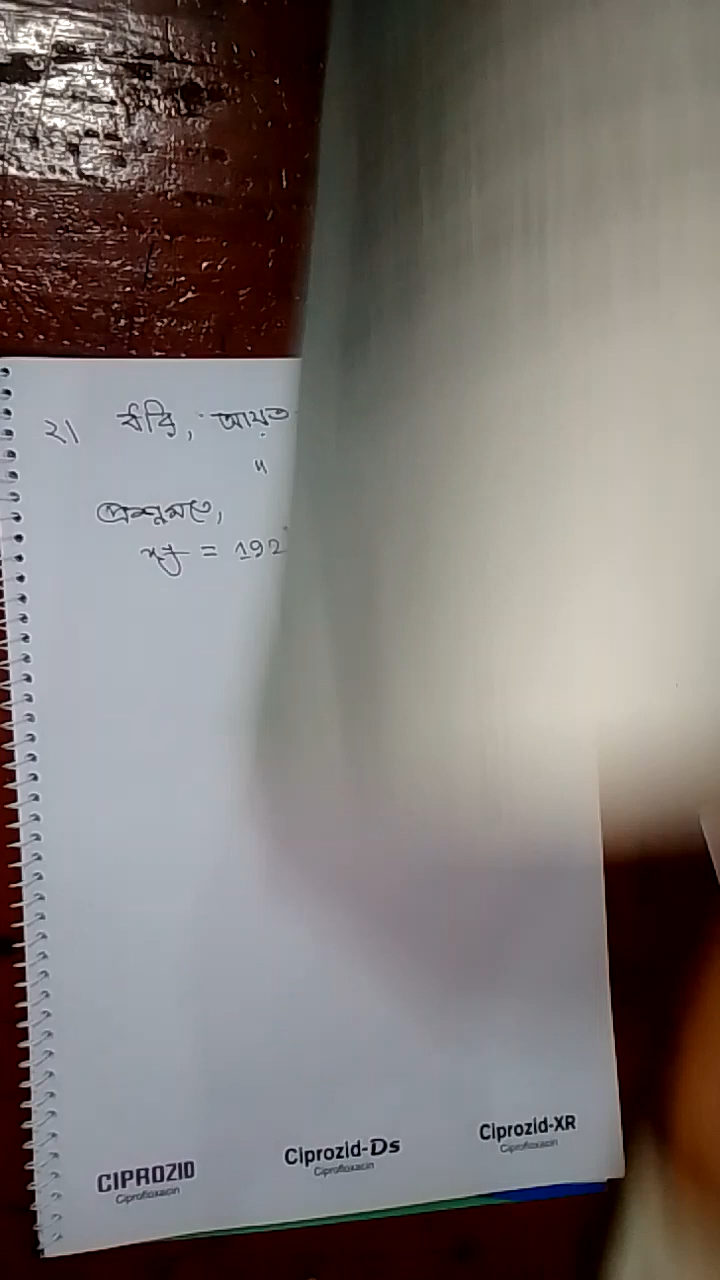 ২। ধরি, আয়ত
"
প্রশ্নমতে,
xy = 192
CIPROZID
Ciprofloxacin
Ciprozid-DS
Ciprofloxacin
Ciprozid-XR
Ciprofloxacin